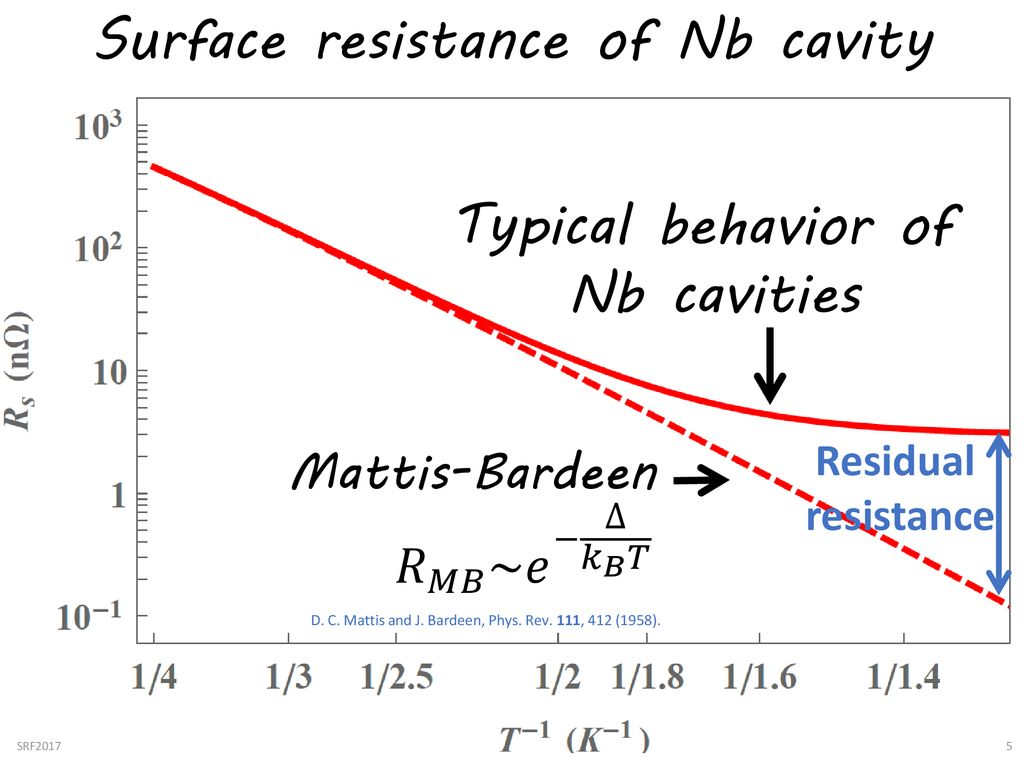 Surface resistance of Nb cavity
10³
10²
10
1
10⁻¹
Rₛ (nΩ)
Typical behavior of
Nb cavities
Mattis-Bardeen
R_MB~e^(−Δ/(k_B T))
Residual
resistance
D. C. Mattis and J. Bardeen, Phys. Rev. 111, 412 (1958).
1/4 1/3 1/2.5 1/2 1/1.8 1/1.6 1/1.4
T⁻¹ (K⁻¹)
SRF2017
5